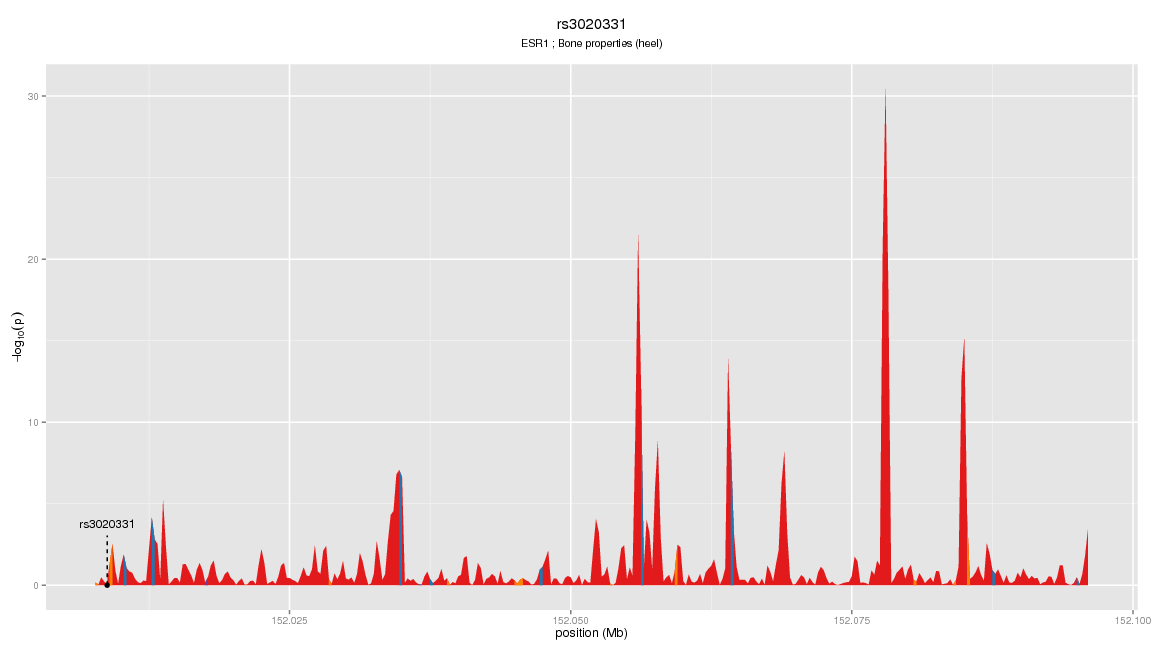 rs3020331
ESR1 ; Bone properties (heel)
30
20
10
0
−log10(p)
rs3020331
152.025
152.050
152.075
152.100
position (Mb)